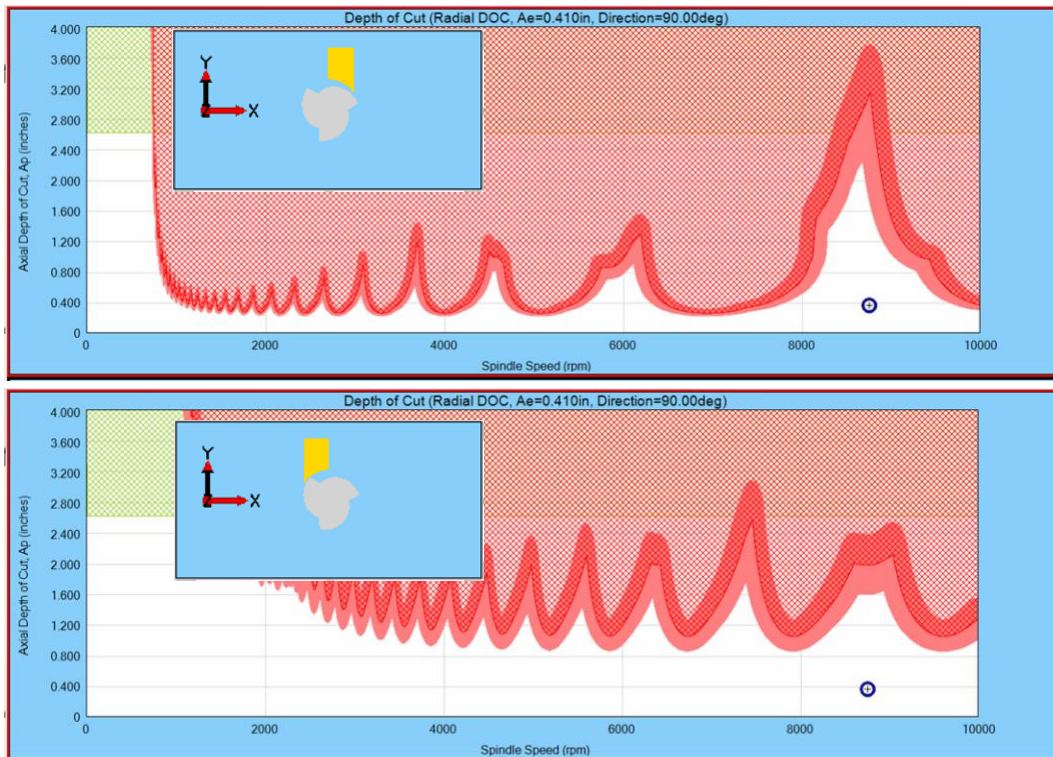 Depth of Cut (Radial DOC, Ae=0.410in, Direction=90.00deg)
4.000
3.600
3.200
2.800
2.400
2.000
1.600
1.200
0.800
0.400
0
Axial Depth of Cut, Ap (inches)
Y
X
0 2000 4000 6000 8000 10000
Spindle Speed (rpm)
Depth of Cut (Radial DOC, Ae=0.410in, Direction=90.00deg)
4.000
3.600
3.200
2.800
2.400
2.000
1.600
1.200
0.800
0.400
0
Axial Depth of Cut, Ap (inches)
Y
X
0 2000 4000 6000 8000 10000
Spindle Speed (rpm)